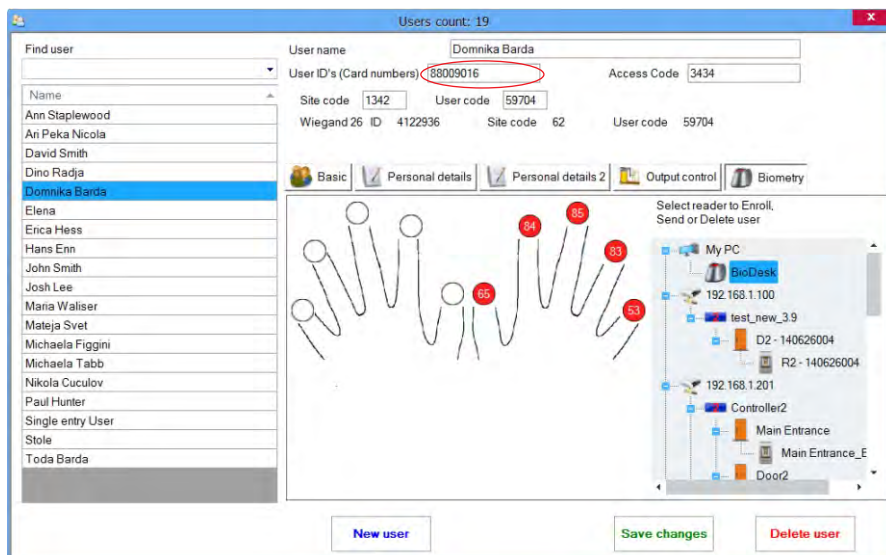 Users count: 19
x
Find user
Name
Ann Staplewood
Ari Peka Nicola
David Smith
Dino Radja
Domnika Barda
Elena
Erica Hess
Hans Enn
John Smith
Josh Lee
Maria Waliser
Mateja Svet
Michaela Figgini
Michaela Tabb
Nikola Cuculov
Paul Hunter
Single entry User
Stole
Toda Barda
User name Domnika Barda
User ID's (Card numbers) 88009016 Access Code 3434
Site code 1342 User code 59704
Wiegand 26 ID 4122936 Site code 62 User code 59704
Basic Personal details Personal details 2 Output control Biometry
84 85 83 65 53
Select reader to Enroll,
Send or Delete user
My PC
BioDesk
192.168.1.100
test_new_3.9
D2 - 140626004
R2 - 140626004
192.168.1.201
Controller2
Main Entrance
Main Entrance_E
Door2
New user Save changes Delete user